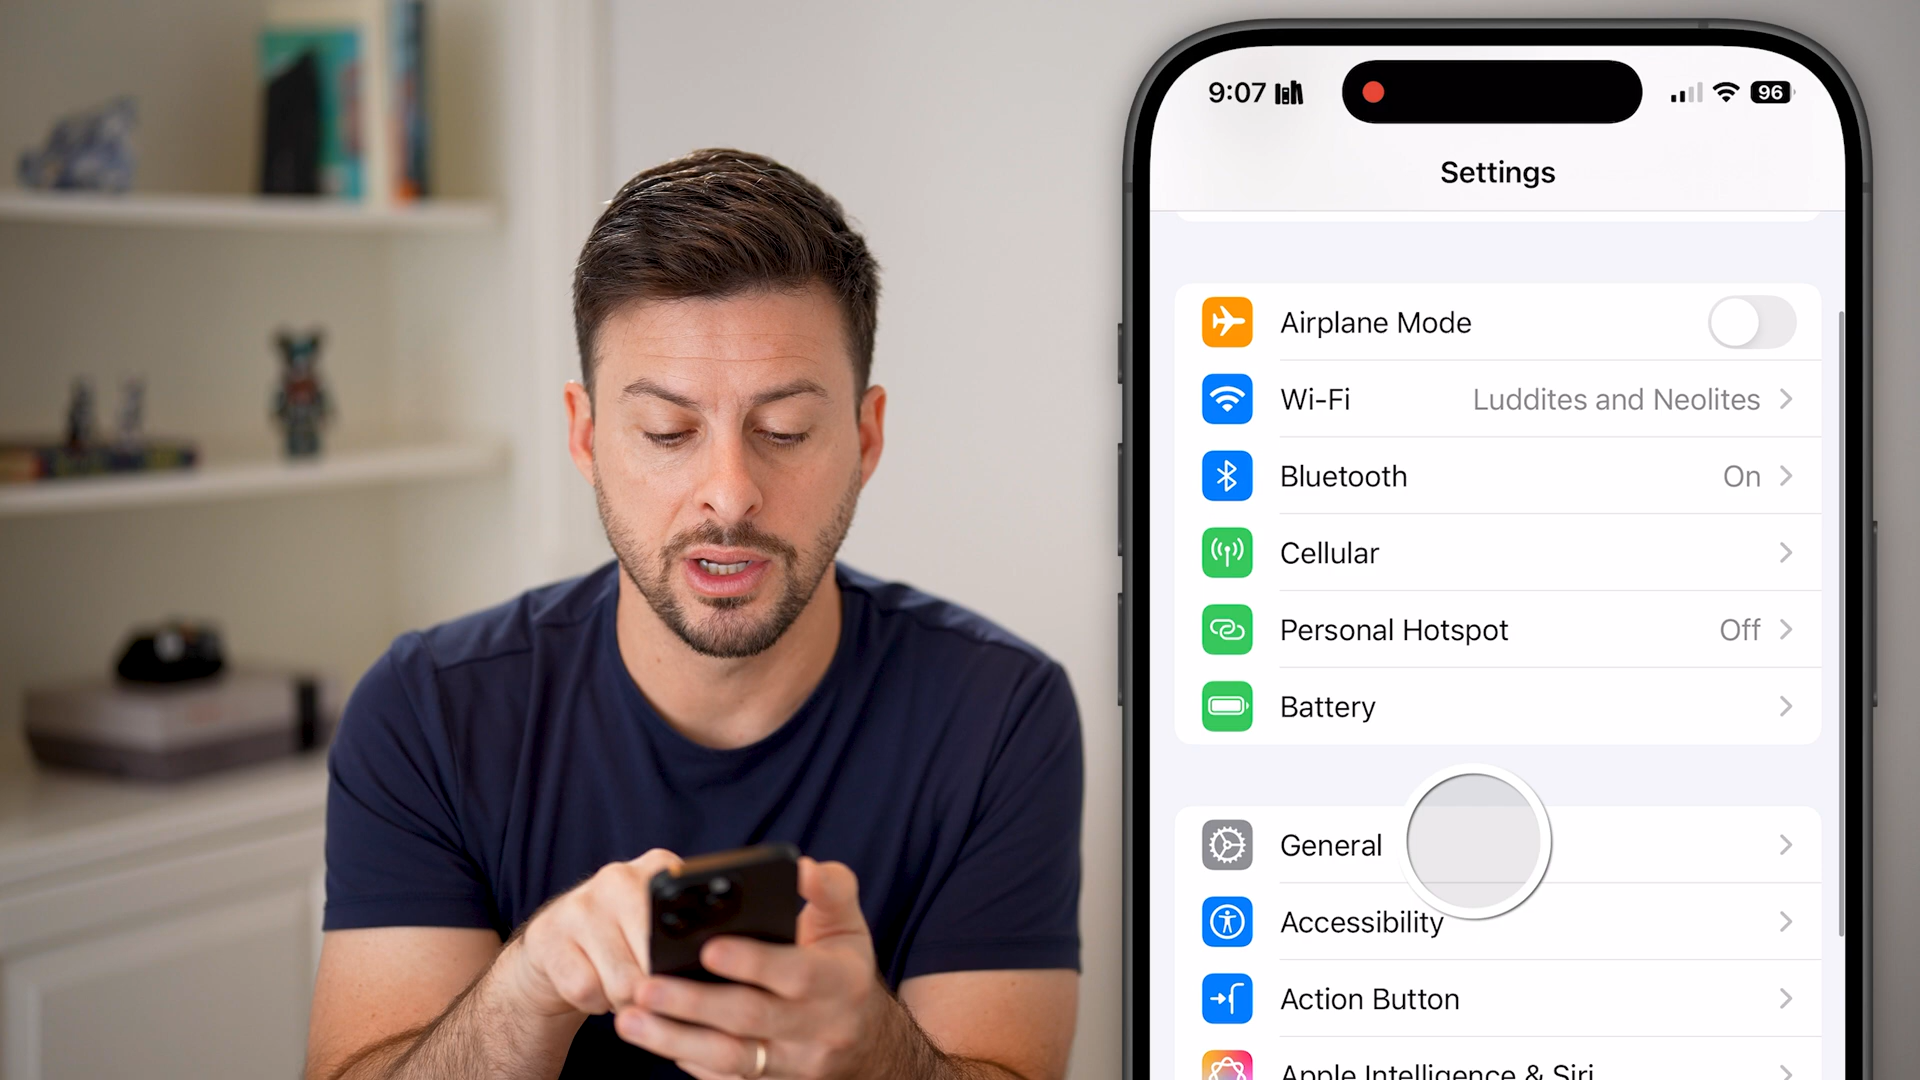 9:07
96
Settings
Airplane Mode
Wi-Fi Luddites and Neolites
Bluetooth On
Cellular
Personal Hotspot Off
Battery
General
Accessibility
Action Button
Apple Intelligence & Siri